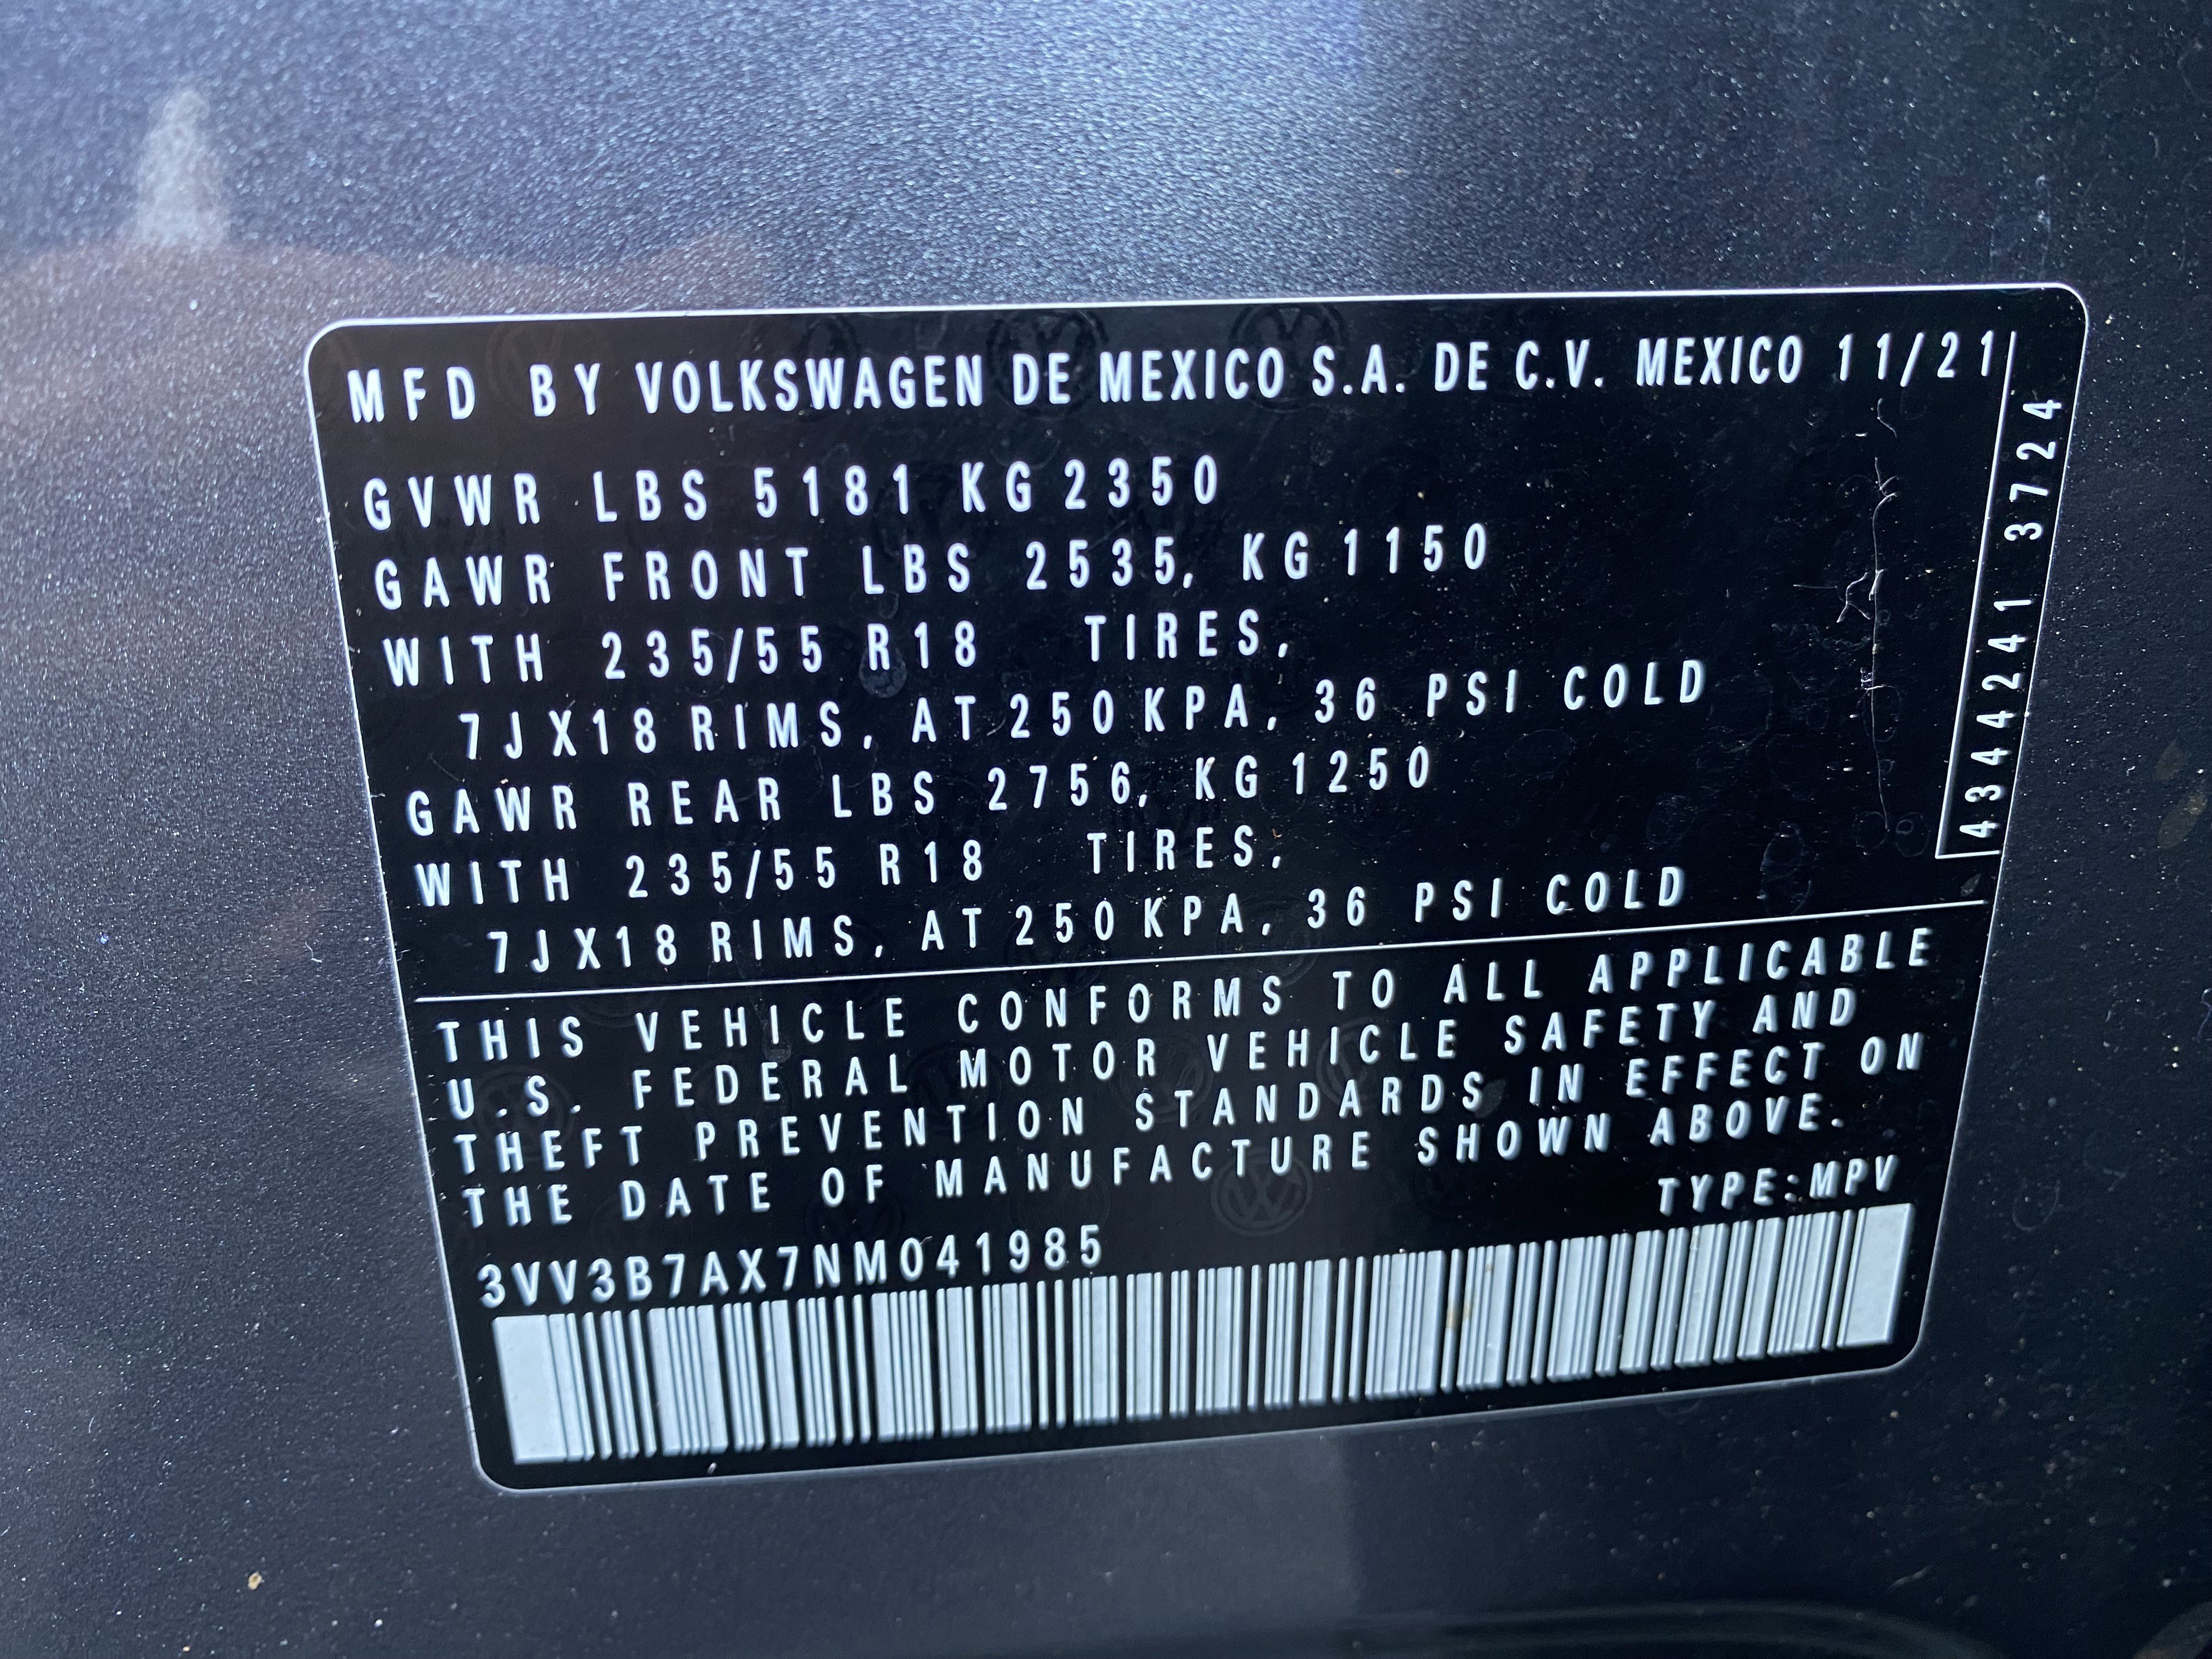 MFD BY VOLKSWAGEN DE MEXICO S.A. DE C.V. MEXICO 11/21
GVWR LBS 5181 KG 2350
GAWR FRONT LBS 2535, KG 1150
WITH 235/55 R18 TIRES,
7JX18 RIMS, AT 250 KPA, 36 PSI COLD
GAWR REAR LBS 2756, KG 1250
WITH 235/55 R18 TIRES,
7JX18 RIMS, AT 250 KPA, 36 PSI COLD
4344241 3724
THIS VEHICLE CONFORMS TO ALL APPLICABLE
U.S. FEDERAL MOTOR VEHICLE SAFETY AND
THEFT PREVENTION STANDARDS IN EFFECT ON
THE DATE OF MANUFACTURE SHOWN ABOVE.
TYPE:MPV
3VV3B7AX7NM041985